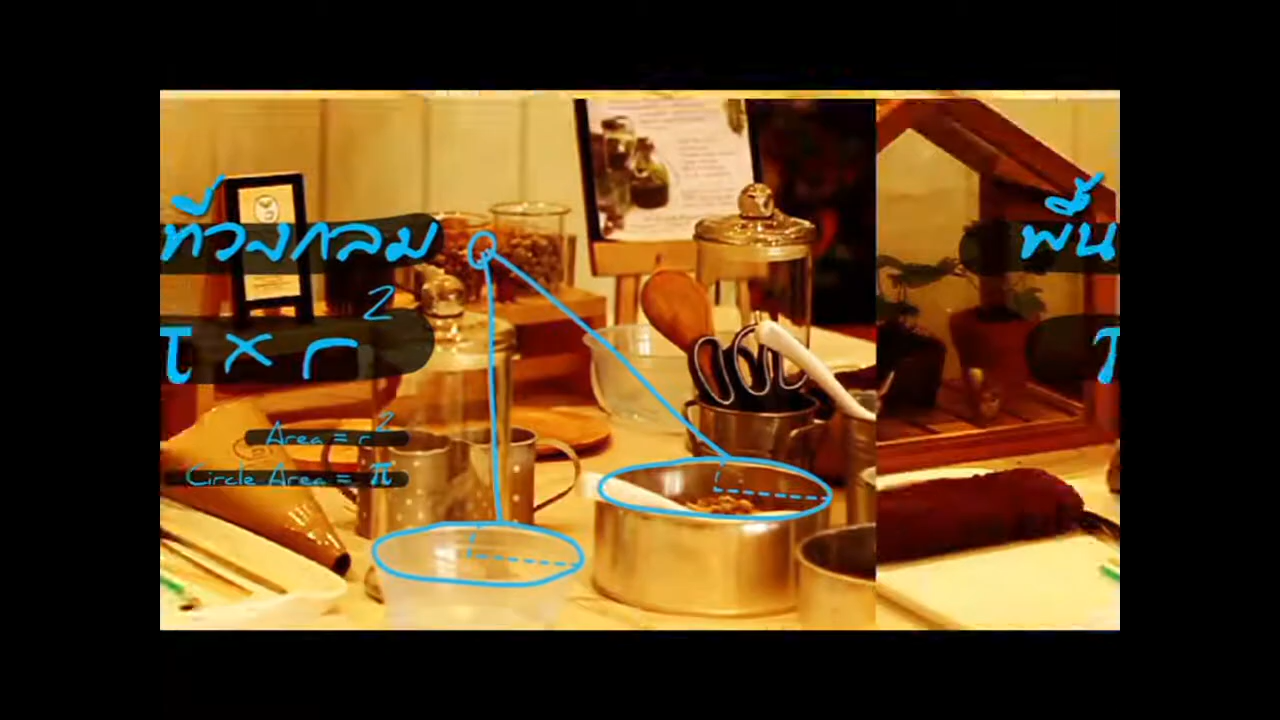 ที่วงกลม
พื้น
π × r²
Area = r²
Circle Area = π